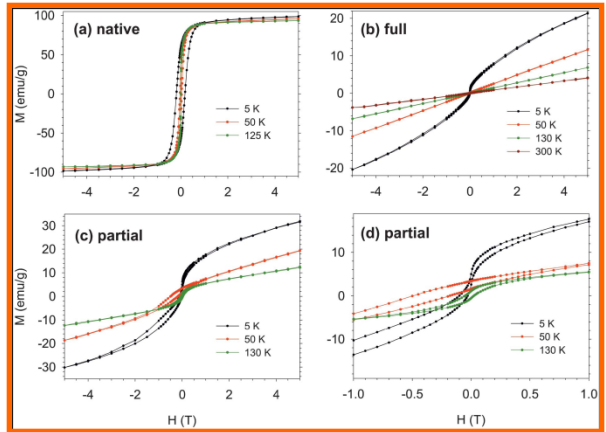 (a) native
M (emu/g)
100
50
0
-50
-100
5 K
50 K
125 K
-4 -2 0 2 4
(b) full
20
10
0
-10
-20
5 K
50 K
130 K
300 K
-4 -2 0 2 4
(c) partial
M (emu/g)
30
20
10
0
-10
-20
-30
5 K
50 K
130 K
-4 -2 0 2 4
H (T)
(d) partial
10
0
-10
5 K
50 K
130 K
-1.0 -0.5 0.0 0.5 1.0
H (T)